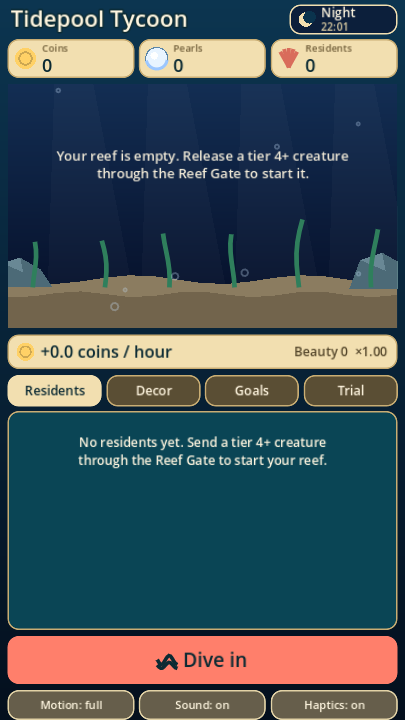 Tidepool Tycoon
Night
22:01
Coins
0
Pearls
0
Residents
0
Your reef is empty. Release a tier 4+ creature
through the Reef Gate to start it.
+0.0 coins / hour
Beauty 0 ×1.00
Residents
Decor
Goals
Trial
No residents yet. Send a tier 4+ creature
through the Reef Gate to start your reef.
Dive in
Motion: full
Sound: on
Haptics: on